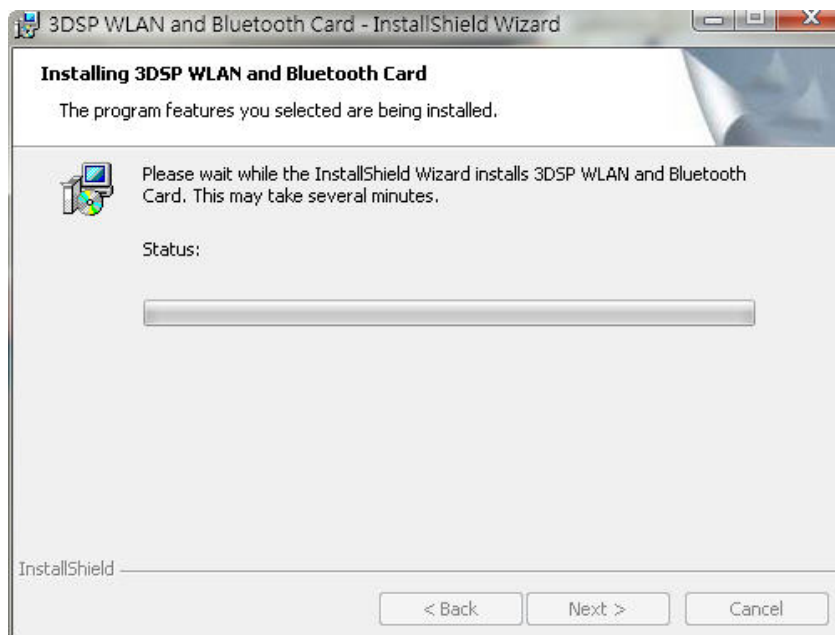 3DSP WLAN and Bluetooth Card - InstallShield Wizard
Installing 3DSP WLAN and Bluetooth Card
The program features you selected are being installed.
Please wait while the InstallShield Wizard installs 3DSP WLAN and Bluetooth
Card. This may take several minutes.
Status:
InstallShield
< Back Next > Cancel